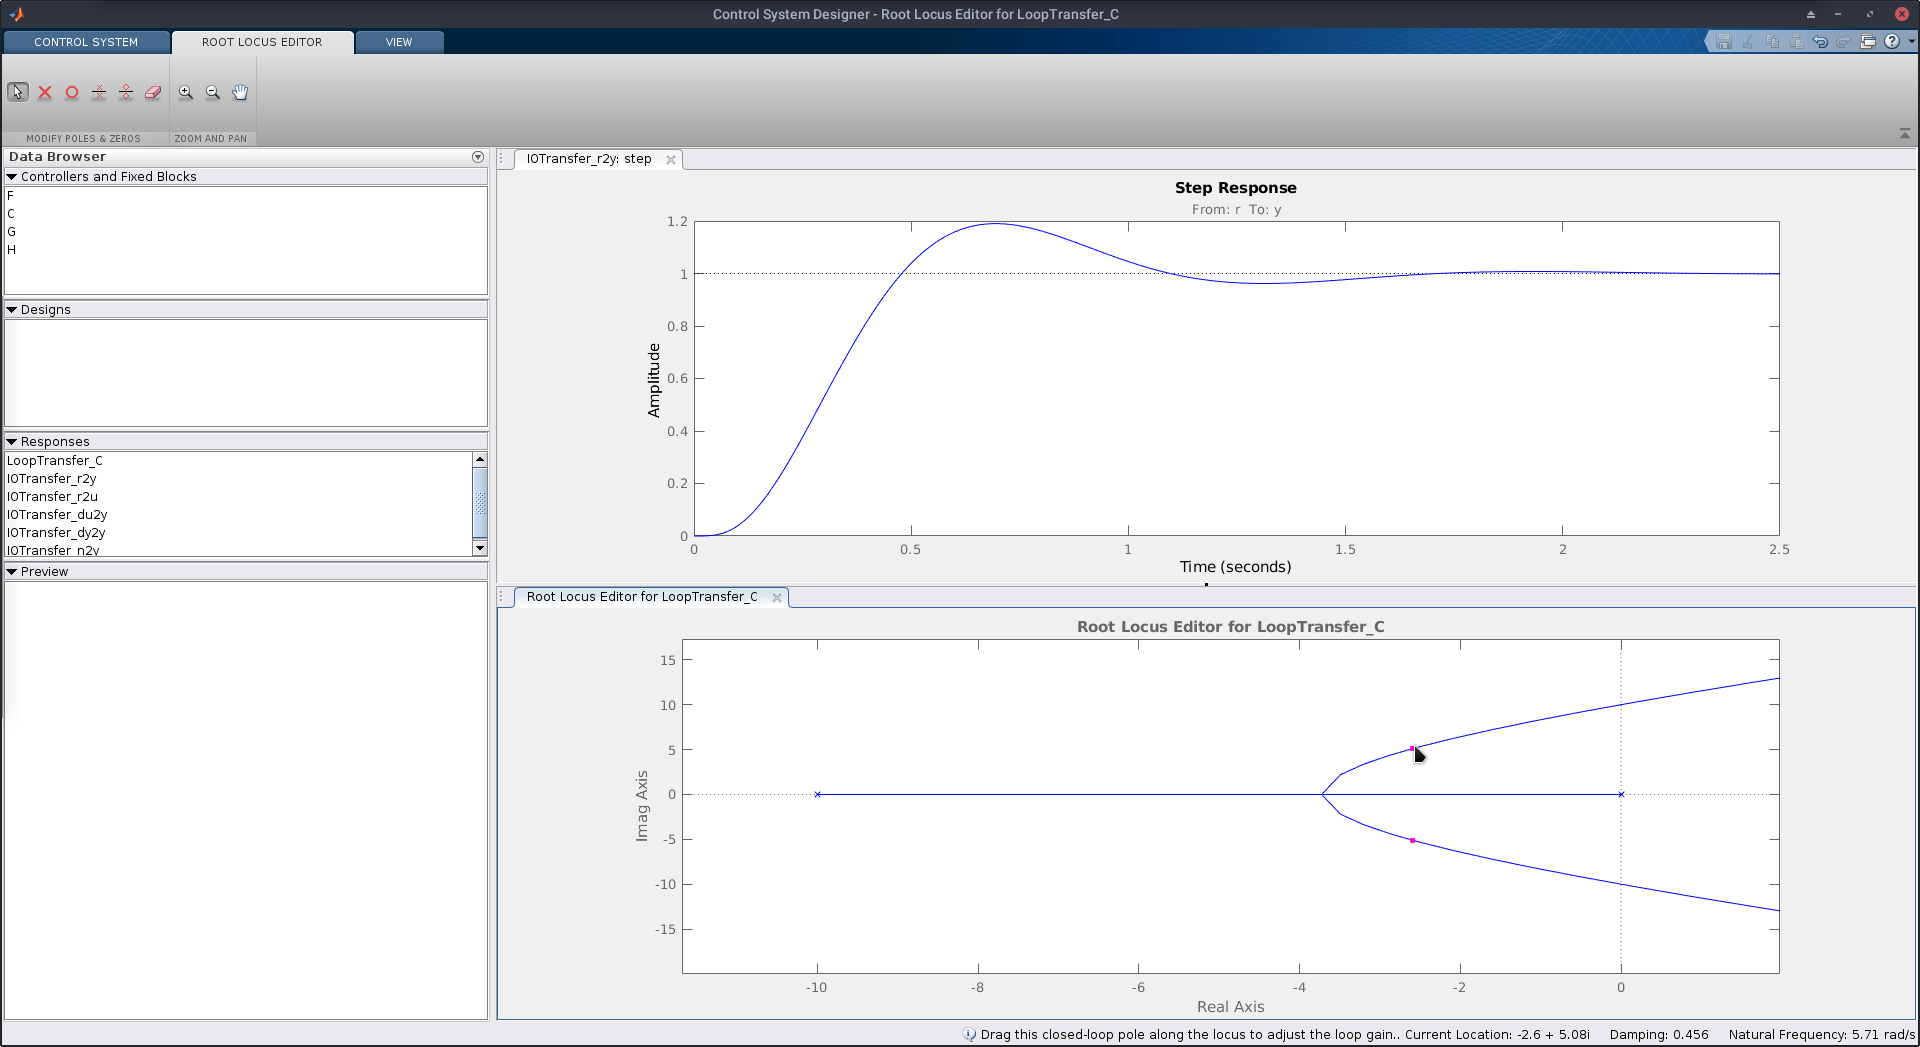 Control System Designer - Root Locus Editor for LoopTransfer_C
CONTROL SYSTEM
ROOT LOCUS EDITOR
VIEW
MODIFY POLES & ZEROS
ZOOM AND PAN
Data Browser
Controllers and Fixed Blocks
F
C
G
H
Designs
Responses
LoopTransfer_C
IOTransfer_r2y
IOTransfer_r2u
IOTransfer_du2y
IOTransfer_dy2y
IOTransfer_n2y
Preview
IOTransfer_r2y: step
Step Response
From: r To: y
1.2
1
0.8
0.6
0.4
0.2
0
Amplitude
0 0.5 1 1.5 2 2.5
Time (seconds)
Root Locus Editor for LoopTransfer_C
Root Locus Editor for LoopTransfer_C
15
10
5
0
-5
-10
-15
Imag Axis
-10 -8 -6 -4 -2 0
Real Axis
Drag this closed-loop pole along the locus to adjust the loop gain.. Current Location: -2.6 + 5.08i Damping: 0.456 Natural Frequency: 5.71 rad/s